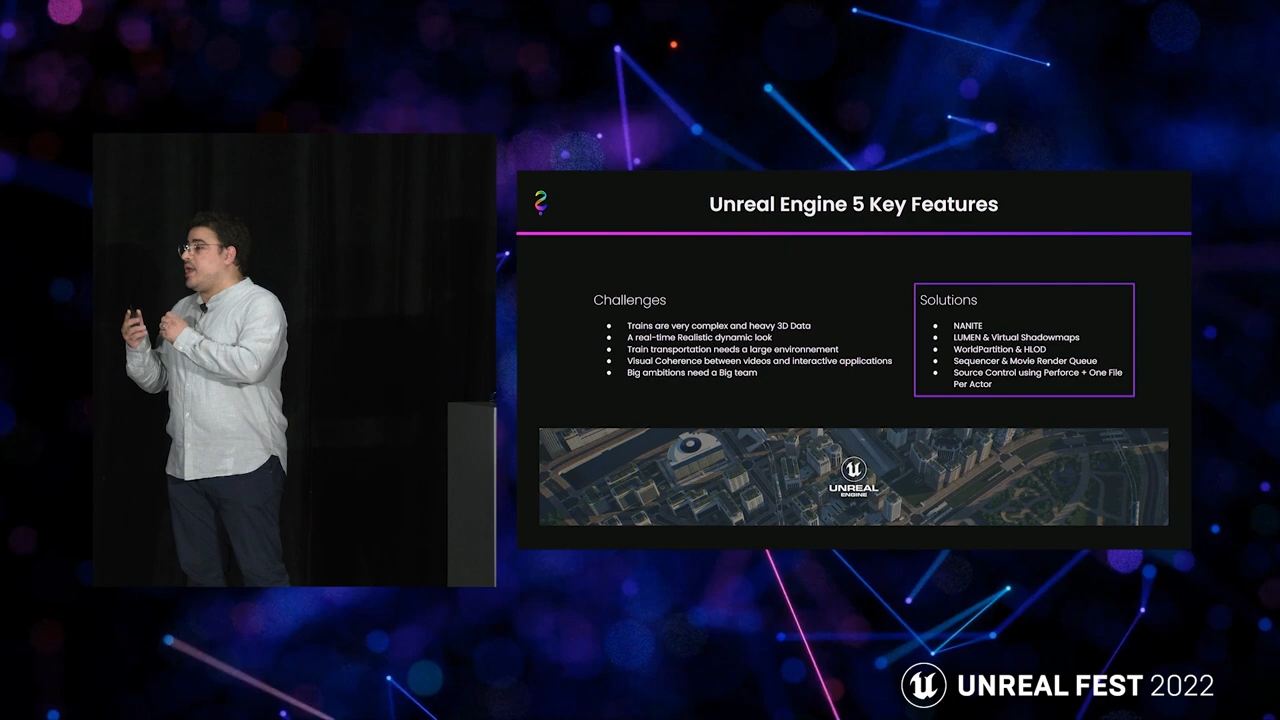 Unreal Engine 5 Key Features
Challenges
● Trains are very complex and heavy 3D Data
● A real-time Realistic dynamic look
● Train transportation needs a large environnement
● Visual Coherence between videos and interactive applications
● Big ambitions need a Big team
Solutions
● NANITE
● LUMEN & Virtual Shadowmaps
● WorldPartition & HLOD
● Sequencer & Movie Render Queue
● Source Control using Perforce + One File
Per Actor
UNREAL
ENGINE
UNREAL FEST 2022